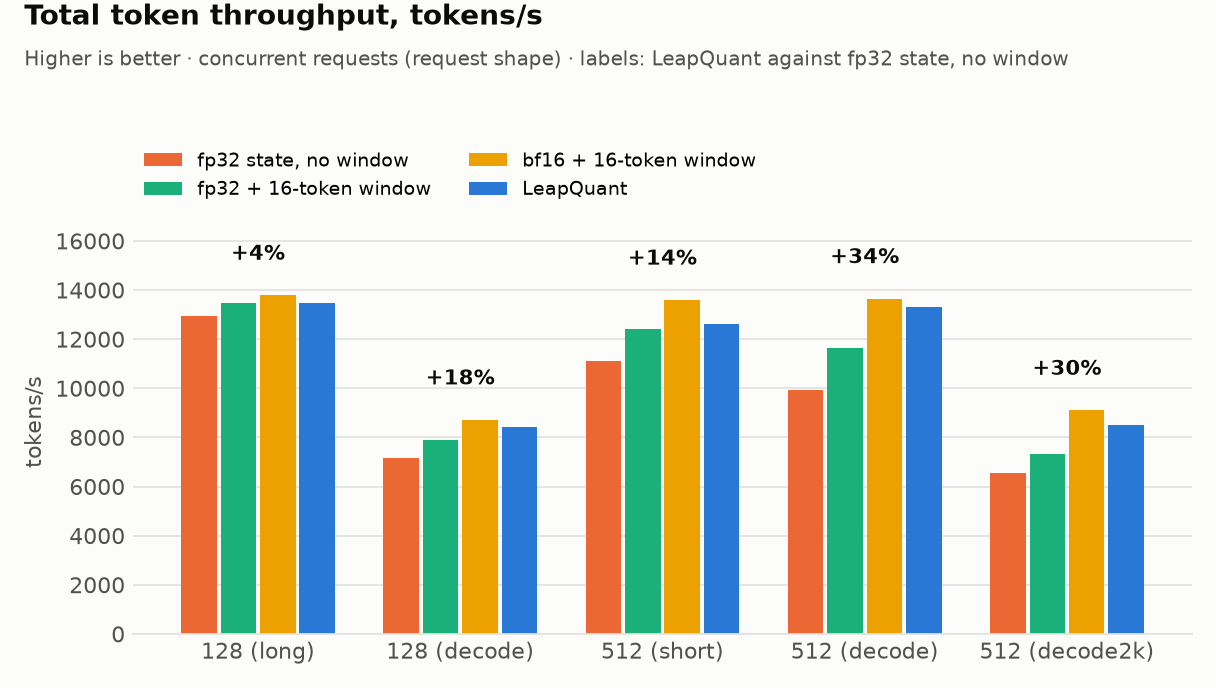 Total token throughput, tokens/s
Higher is better · concurrent requests (request shape) · labels: LeapQuant against fp32 state, no window
fp32 state, no window
bf16 + 16-token window
fp32 + 16-token window
LeapQuant
tokens/s
16000
14000
12000
10000
8000
6000
4000
2000
0
+4%
+18%
+14%
+34%
+30%
128 (long)
128 (decode)
512 (short)
512 (decode)
512 (decode2k)